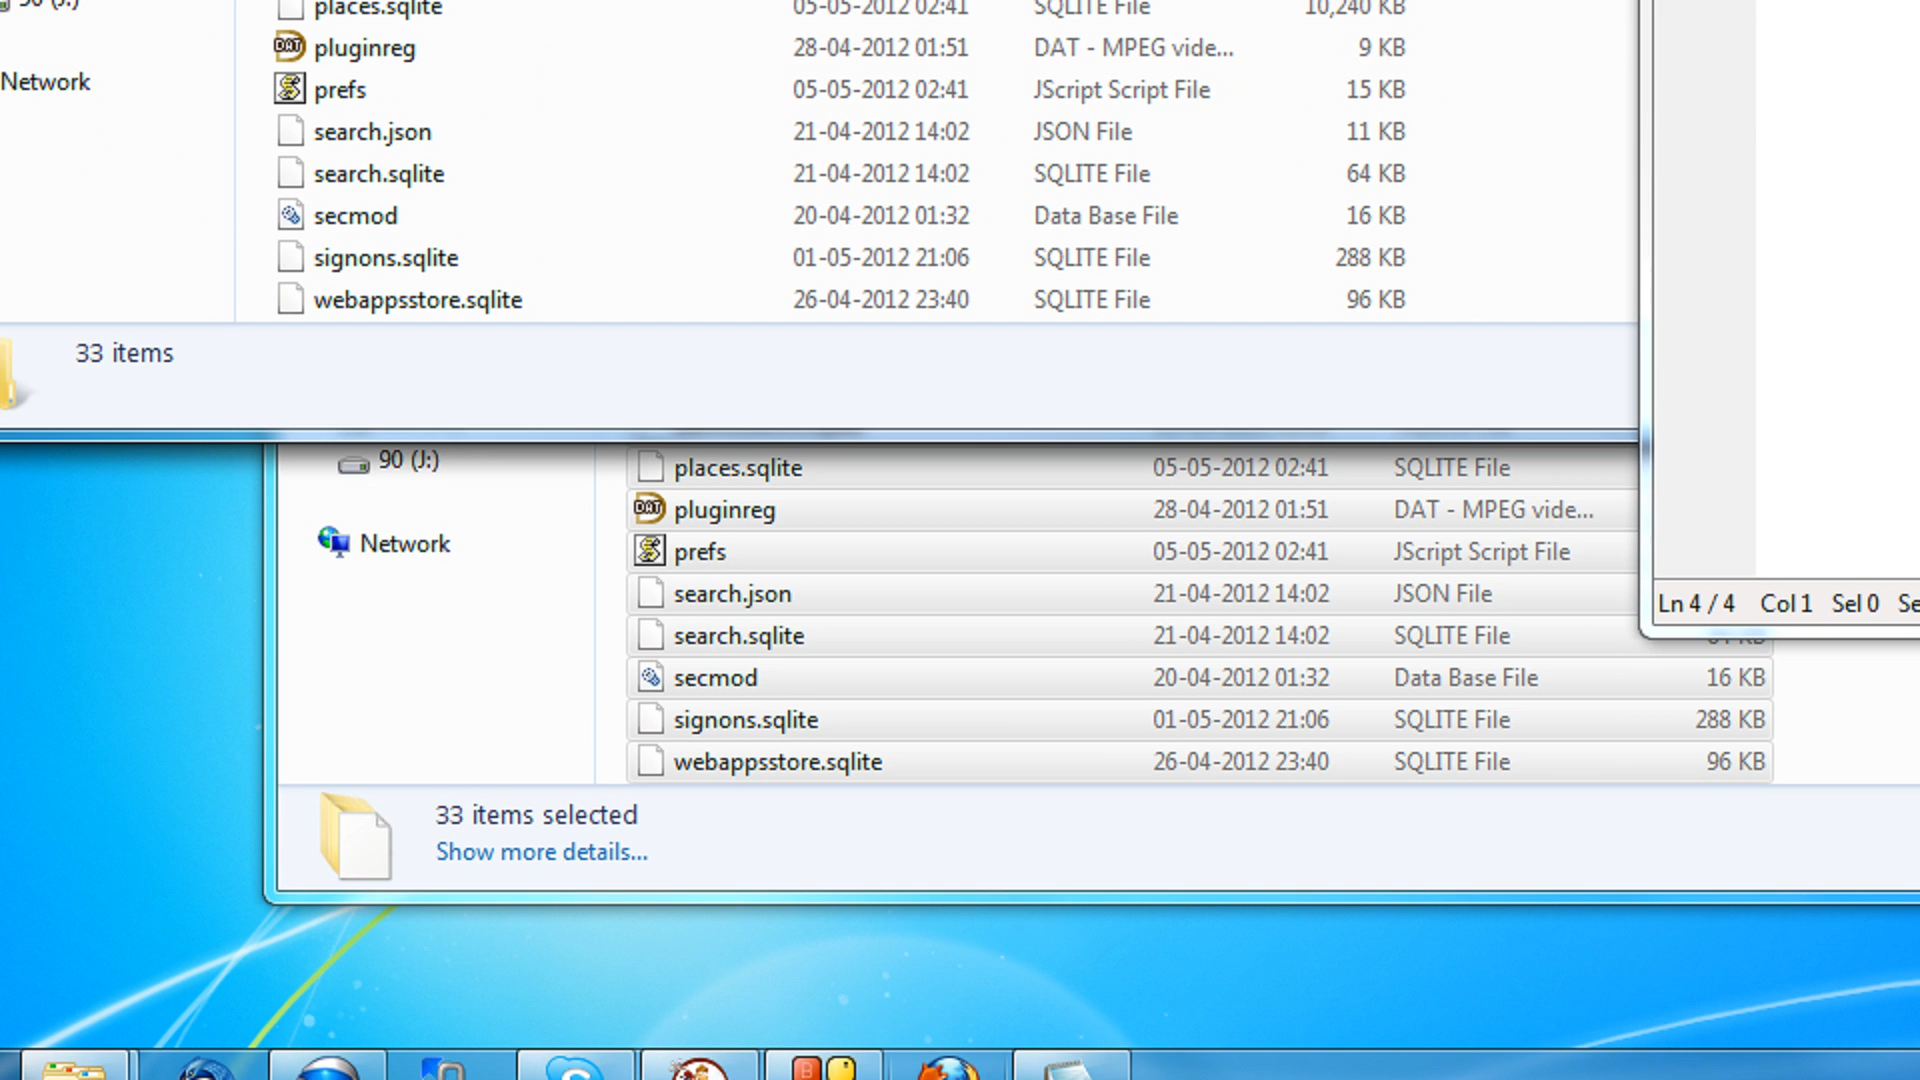 90 (J:)
places.sqlite 05-05-2012 02:41 SQLITE File 10,240 KB
pluginreg 28-04-2012 01:51 DAT - MPEG vide... 9 KB
Network
prefs 05-05-2012 02:41 JScript Script File 15 KB
search.json 21-04-2012 14:02 JSON File 11 KB
search.sqlite 21-04-2012 14:02 SQLITE File 64 KB
secmod 20-04-2012 01:32 Data Base File 16 KB
signons.sqlite 01-05-2012 21:06 SQLITE File 288 KB
webappsstore.sqlite 26-04-2012 23:40 SQLITE File 96 KB
33 items
90 (J:)
places.sqlite 05-05-2012 02:41 SQLITE File
DAT pluginreg 28-04-2012 01:51 DAT - MPEG vide...
Network
prefs 05-05-2012 02:41 JScript Script File
search.json 21-04-2012 14:02 JSON File
search.sqlite 21-04-2012 14:02 SQLITE File
secmod 20-04-2012 01:32 Data Base File 16 KB
signons.sqlite 01-05-2012 21:06 SQLITE File 288 KB
webappsstore.sqlite 26-04-2012 23:40 SQLITE File 96 KB
33 items selected
Show more details...
Ln 4 / 4 Col 1 Sel 0